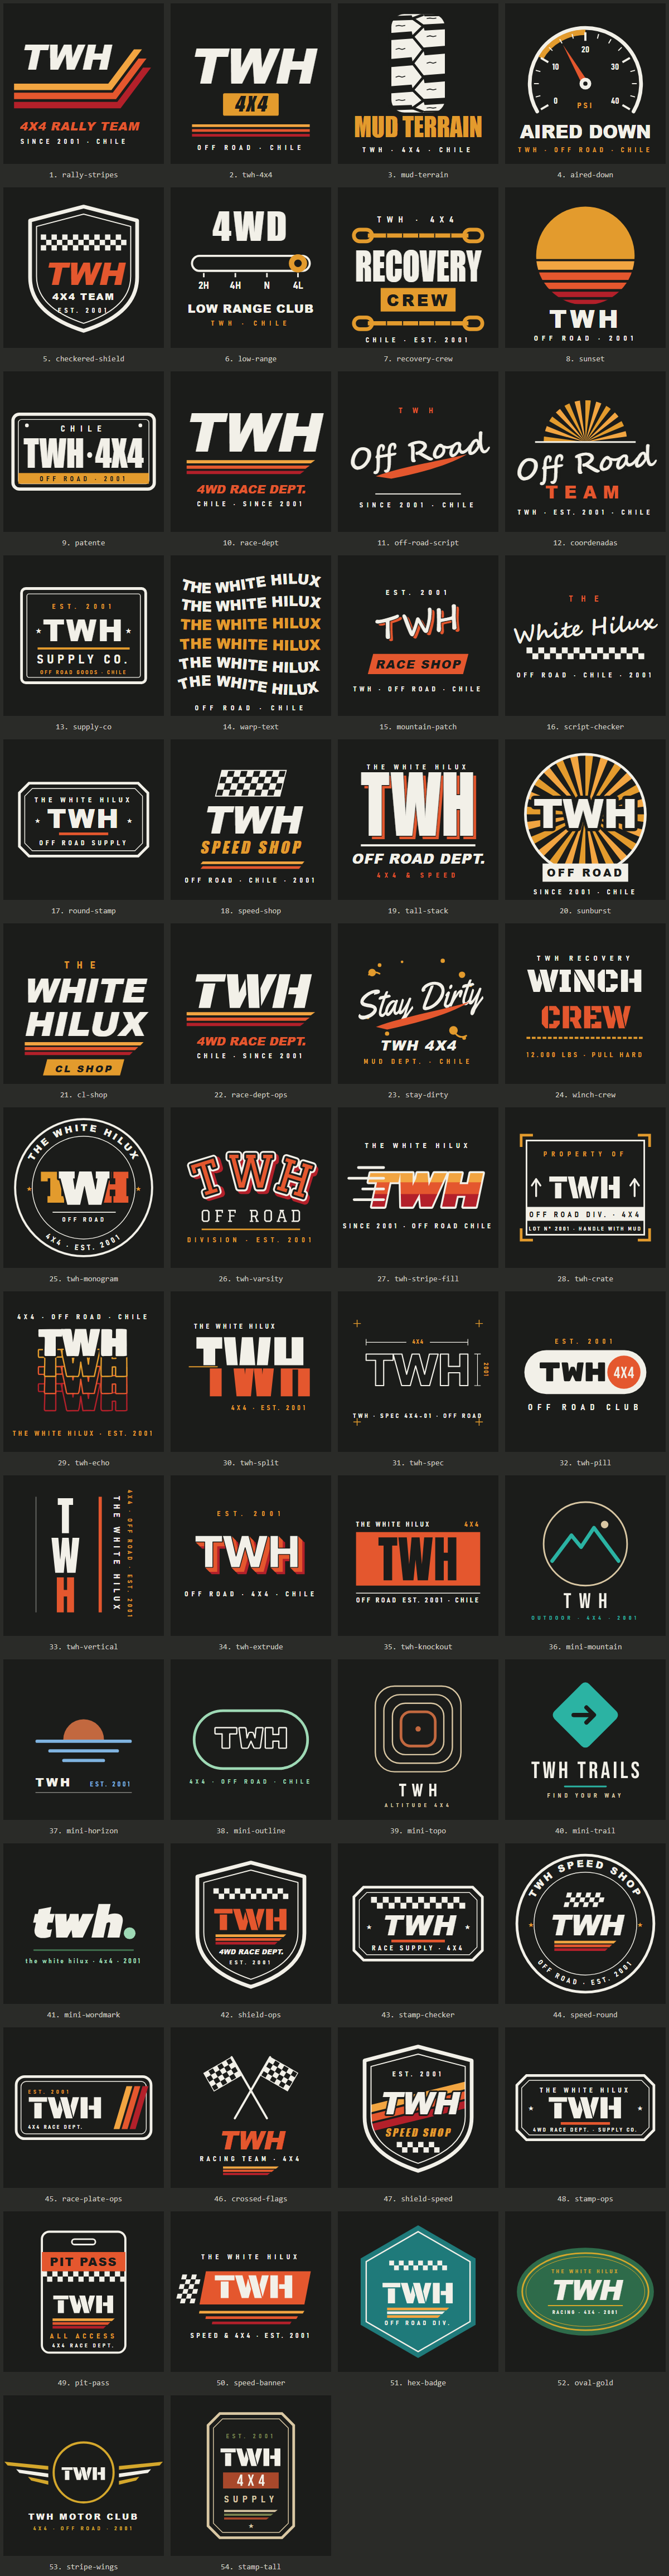 TWH
4X4 RALLY TEAM
SINCE 2001 · CHILE
1. rally-stripes
TWH
4X4
OFF ROAD · CHILE
2. twh-4x4
MUD TERRAIN
TWH · 4X4 · CHILE
3. mud-terrain
0 10 20 30 40
PSI
AIRED DOWN
TWH · OFF ROAD · CHILE
4. aired-down
TWH
4X4 TEAM
EST. 2001
5. checkered-shield
4WD
2H 4H N 4L
LOW RANGE CLUB
TWH · CHILE
6. low-range
TWH · 4X4
RECOVERY
CREW
CHILE · EST. 2001
7. recovery-crew
TWH
OFF ROAD · 2001
8. sunset
CHILE
TWH·4X4
OFF ROAD · 2001
9. patente
TWH
4WD RACE DEPT.
CHILE · SINCE 2001
10. race-dept
TWH
Off Road
SINCE 2001 · CHILE
11. off-road-script
Off Road
TEAM
TWH · EST. 2001 · CHILE
12. coordenadas
EST. 2001
TWH
SUPPLY CO.
OFF ROAD GOODS · CHILE
13. supply-co
THE WHITE HILUX
THE WHITE HILUX
THE WHITE HILUX
THE WHITE HILUX
THE WHITE HILUX
THE WHITE HILUX
OFF ROAD · CHILE
14. warp-text
EST. 2001
TWH
RACE SHOP
TWH · OFF ROAD · CHILE
15. mountain-patch
THE
White Hilux
OFF ROAD · CHILE · 2001
16. script-checker
THE WHITE HILUX
TWH
OFF ROAD SUPPLY
17. round-stamp
TWH
SPEED SHOP
OFF ROAD · CHILE · 2001
18. speed-shop
THE WHITE HILUX
TWH
OFF ROAD DEPT.
4X4 & SPEED
19. tall-stack
TWH
OFF ROAD
SINCE 2001 · CHILE
20. sunburst
THE
WHITE
HILUX
CL SHOP
21. cl-shop
TWH
4WD RACE DEPT.
CHILE · SINCE 2001
22. race-dept-ops
Stay Dirty
TWH 4X4
MUD DEPT. · CHILE
23. stay-dirty
TWH RECOVERY
WINCH
CREW
12.000 LBS · PULL HARD
24. winch-crew
THE WHITE HILUX
TWH
OFF ROAD
4X4 · EST. 2001
25. twh-monogram
TWH
OFF ROAD
DIVISION · EST. 2001
26. twh-varsity
THE WHITE HILUX
TWH
SINCE 2001 · OFF ROAD CHILE
27. twh-stripe-fill
PROPERTY OF
TWH
OFF ROAD DIV. · 4X4
LOT Nº 2001 · HANDLE WITH MUD
28. twh-crate
4X4 · OFF ROAD · CHILE
TWH
THE WHITE HILUX · EST. 2001
29. twh-echo
THE WHITE HILUX
TWH
TWH
4X4 · EST. 2001
30. twh-split
4X4
TWH
2001
TWH · SPEC 4X4-01 · OFF ROAD
31. twh-spec
EST. 2001
TWH 4X4
OFF ROAD CLUB
32. twh-pill
TWH
THE WHITE HILUX
4X4 · OFF ROAD · EST. 2001
33. twh-vertical
EST. 2001
TWH
OFF ROAD · 4X4 · CHILE
34. twh-extrude
THE WHITE HILUX 4X4
TWH
OFF ROAD EST. 2001 · CHILE
35. twh-knockout
TWH
OUTDOOR · 4X4 · 2001
36. mini-mountain
TWH EST. 2001
37. mini-horizon
TWH
4X4 · OFF ROAD · CHILE
38. mini-outline
TWH
ALTITUDE 4X4
39. mini-topo
TWH TRAILS
FIND YOUR WAY
40. mini-trail
twh.
the white hilux · 4x4 · 2001
41. mini-wordmark
TWH
4WD RACE DEPT.
EST. 2001
42. shield-ops
TWH
RACE SUPPLY · 4X4
43. stamp-checker
TWH SPEED SHOP
TWH
OFF ROAD · EST. 2001
44. speed-round
EST. 2001
TWH
4X4 RACE DEPT.
45. race-plate-ops
TWH
RACING TEAM · 4X4
46. crossed-flags
EST. 2001
TWH
SPEED SHOP
47. shield-speed
THE WHITE HILUX
TWH
4WD RACE DEPT. · SUPPLY CO.
48. stamp-ops
PIT PASS
TWH
ALL ACCESS
4X4 RACE DEPT.
49. pit-pass
THE WHITE HILUX
TWH
SPEED & 4X4 · EST. 2001
50. speed-banner
TWH
OFF ROAD DIV.
51. hex-badge
THE WHITE HILUX
TWH
RACING · 4X4 · 2001
52. oval-gold
TWH
TWH MOTOR CLUB
4X4 · OFF ROAD · 2001
53. stripe-wings
EST. 2001
TWH
4X4
SUPPLY
54. stamp-tall